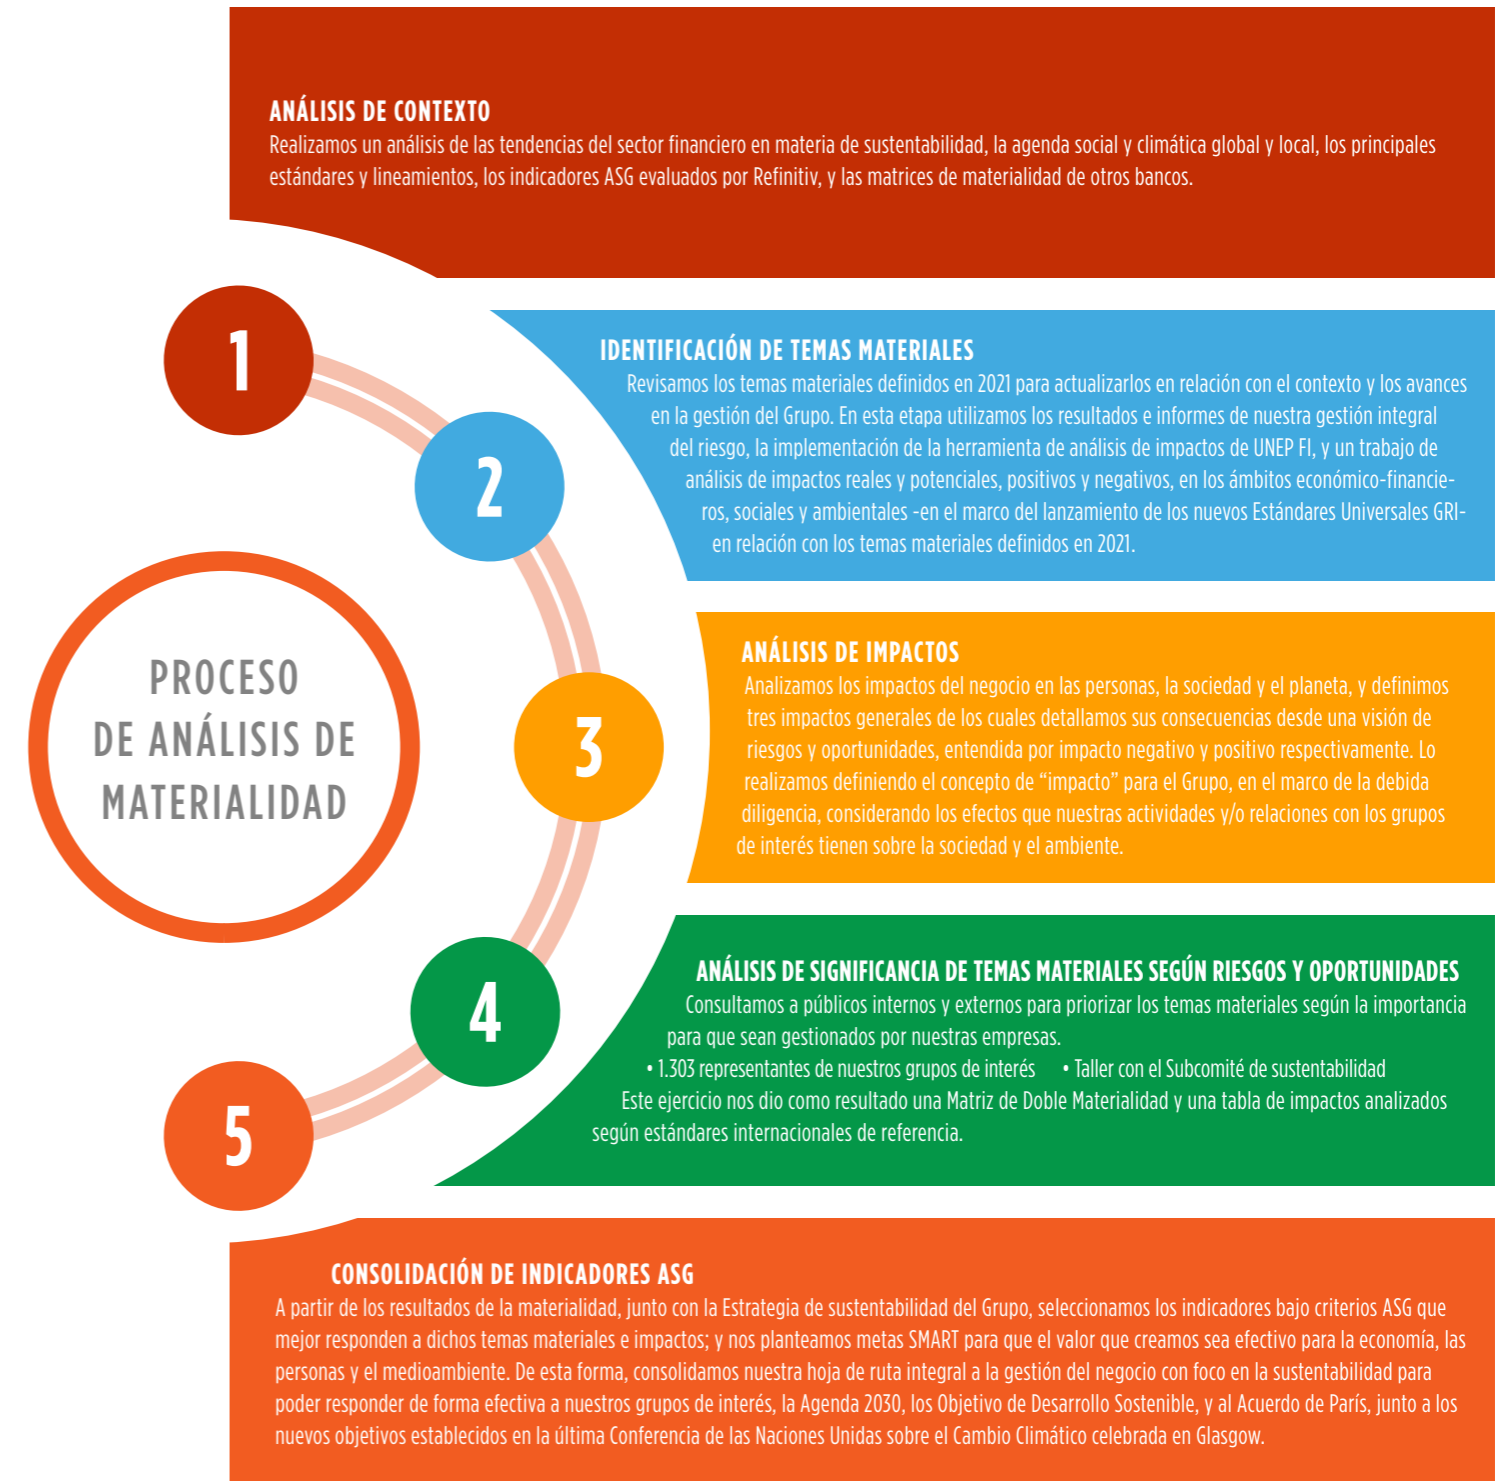 ANÁLISIS DE CONTEXTO
Realizamos un análisis de las tendencias del sector financiero en materia de sustentabilidad, la agenda social y climática global y local, los principales
estándares y lineamientos, los indicadores ASG evaluados por Refinitiv, y las matrices de materialidad de otros bancos.
1
IDENTIFICACIÓN DE TEMAS MATERIALES
Revisamos los temas materiales definidos en 2021 para actualizarlos en relación con el contexto y los avances
en la gestión del Grupo. En esta etapa utilizamos los resultados e informes de nuestra gestión integral
del riesgo, la implementación de la herramienta de análisis de impactos de UNEP FI, y un trabajo de
análisis de impactos reales y potenciales, positivos y negativos, en los ámbitos económico-financie-
ros, sociales y ambientales -en el marco del lanzamiento de los nuevos Estándares Universales GRI-
en relación con los temas materiales definidos en 2021.
2
PROCESO
DE ANÁLISIS DE
MATERIALIDAD
ANÁLISIS DE IMPACTOS
Analizamos los impactos del negocio en las personas, la sociedad y el planeta, y definimos
tres impactos generales de los cuales detallamos sus consecuencias desde una visión de
riesgos y oportunidades, entendida por impacto negativo y positivo respectivamente. Lo
realizamos definiendo el concepto de “impacto” para el Grupo, en el marco de la debida
diligencia, considerando los efectos que nuestras actividades y/o relaciones con los grupos
de interés tienen sobre la sociedad y el ambiente.
3
ANÁLISIS DE SIGNIFICANCIA DE TEMAS MATERIALES SEGÚN RIESGOS Y OPORTUNIDADES
Consultamos a públicos internos y externos para priorizar los temas materiales según la importancia
para que sean gestionados por nuestras empresas.
• 1.303 representantes de nuestros grupos de interés • Taller con el Subcomité de sustentabilidad
Este ejercicio nos dio como resultado una Matriz de Doble Materialidad y una tabla de impactos analizados
según estándares internacionales de referencia.
4
5
CONSOLIDACIÓN DE INDICADORES ASG
A partir de los resultados de la materialidad, junto con la Estrategia de sustentabilidad del Grupo, seleccionamos los indicadores bajo criterios ASG que
mejor responden a dichos temas materiales e impactos; y nos planteamos metas SMART para que el valor que creamos sea efectivo para la economía, las
personas y el medioambiente. De esta forma, consolidamos nuestra hoja de ruta integral a la gestión del negocio con foco en la sustentabilidad para
poder responder de forma efectiva a nuestros grupos de interés, la Agenda 2030, los Objetivo de Desarrollo Sostenible, y al Acuerdo de París, junto a los
nuevos objetivos establecidos en la última Conferencia de las Naciones Unidas sobre el Cambio Climático celebrada en Glasgow.